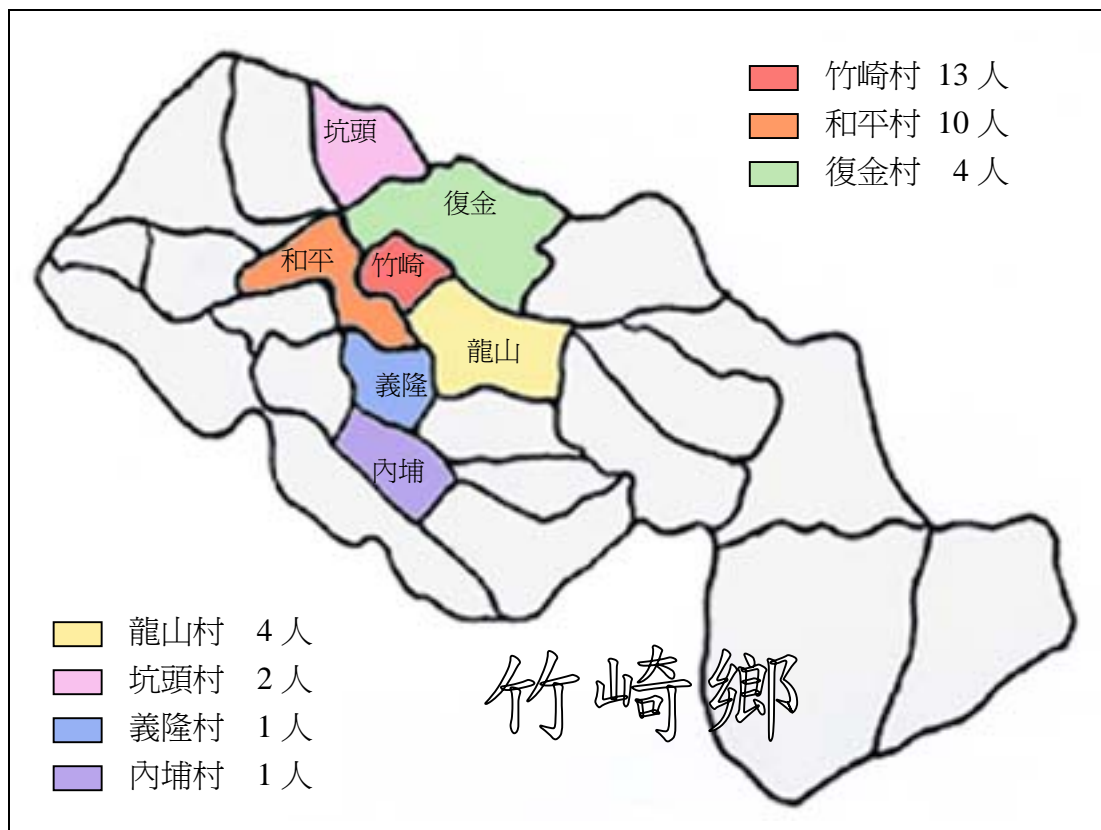 竹崎村 13 人
和平村 10 人
復金村 4 人
坑頭
復金
和平
竹崎
龍山
義隆
內埔
龍山村 4 人
坑頭村 2 人
義隆村 1 人
內埔村 1 人
竹崎鄉